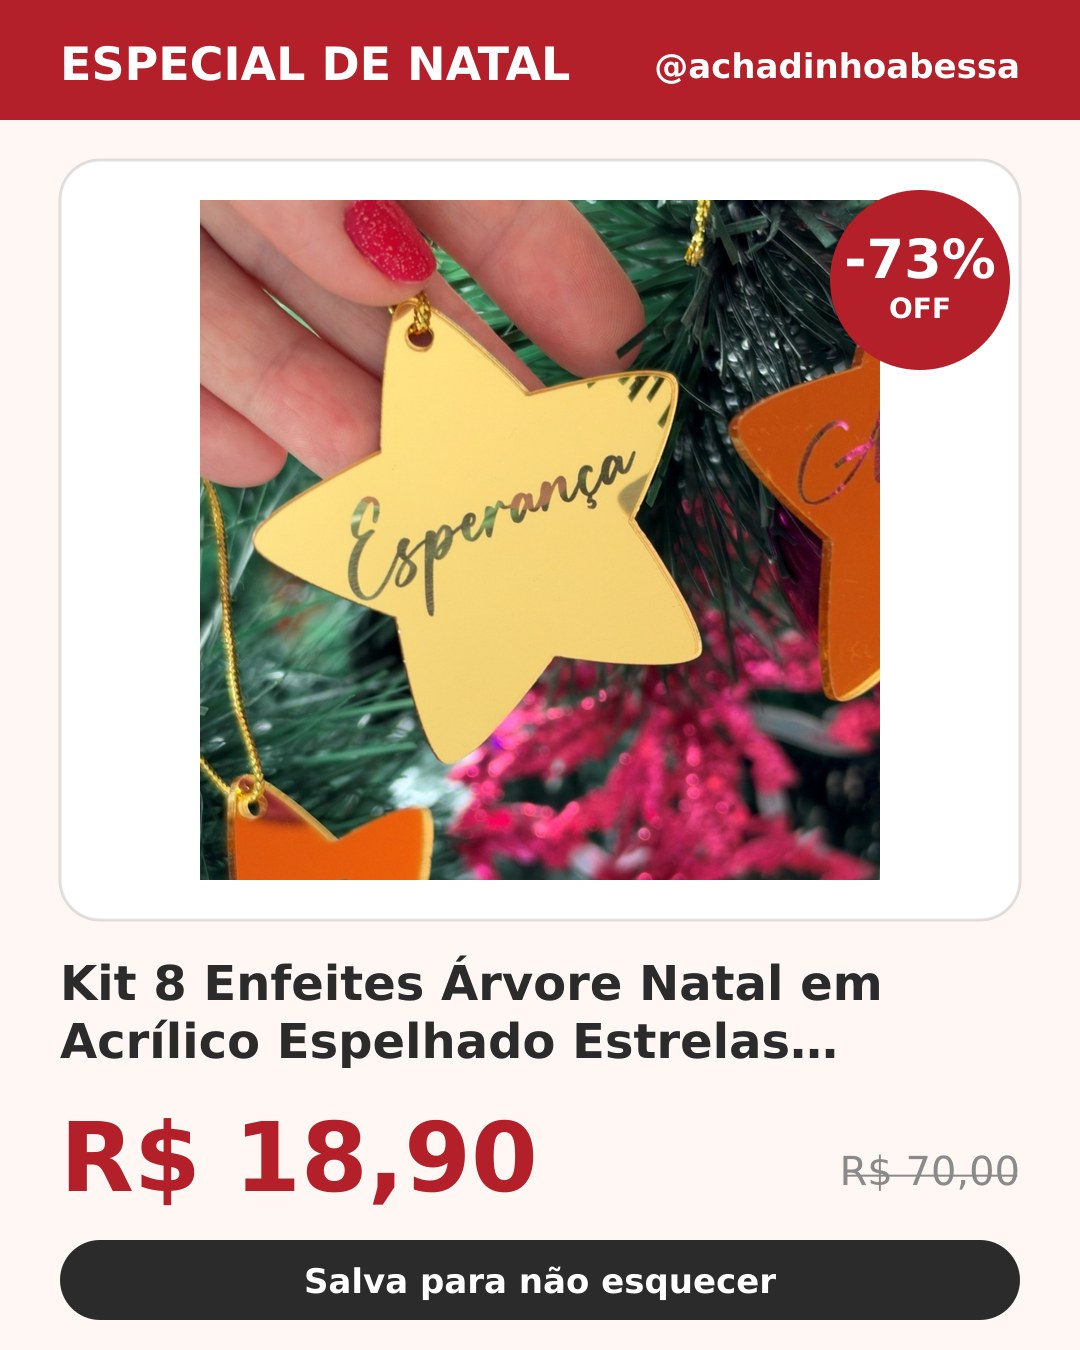 ESPECIAL DE NATAL
@achadinhoabessa
-73%
OFF
Esperança
Kit 8 Enfeites Árvore Natal em
Acrílico Espelhado Estrelas...
R$ 18,90
R$ 70,00
Salva para não esquecer